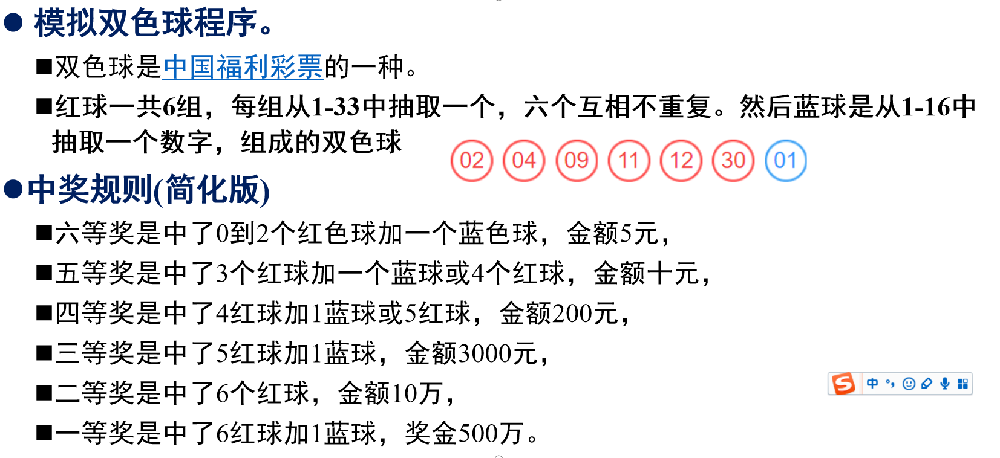 模拟双色球程序。
双色球是中国福利彩票的一种。
红球一共6组，每组从1-33中抽取一个，六个互相不重复。然后蓝球是从1-16中
抽取一个数字，组成的双色球
02 04 09 11 12 30 01
中奖规则(简化版)
六等奖是中了0到2个红色球加一个蓝色球，金额5元，
五等奖是中了3个红球加一个蓝球或4个红球，金额十元，
四等奖是中了4红球加1蓝球或5红球，金额200元，
三等奖是中了5红球加1蓝球，金额3000元，
S 中 °,
二等奖是中了6个红球，金额10万，
一等奖是中了6红球加1蓝球，奖金500万。